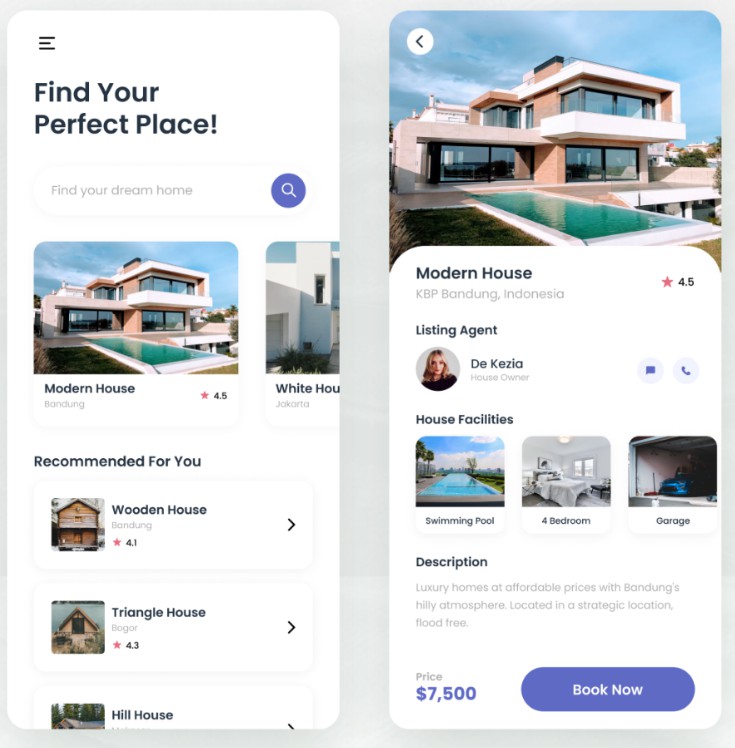 Find Your
Perfect Place!
Find your dream home
Modern House
Bandung
4.5
White Hou
Jakarta
Recommended For You
Wooden House
Bandung
4.1
Triangle House
Bogor
4.3
Hill House
Modern House
KBP Bandung, Indonesia
4.5
Listing Agent
De Kezia
House Owner
House Facilities
Swimming Pool
4 Bedroom
Garage
Description
Luxury homes at affordable prices with Bandung's
hilly atmosphere. Located in a strategic location,
flood free.
Price
$7,500
Book Now